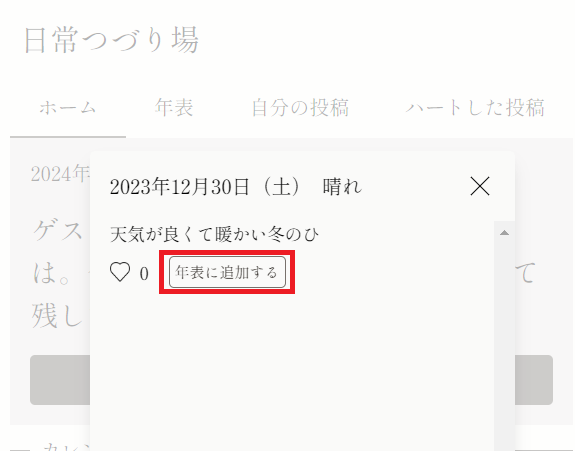 日常つづり場
ホーム 年表 自分の投稿 ハートした投稿
2024年
2023年12月30日（土） 晴れ
天気が良くて暖かい冬のひ
0 年表に追加する
ゲス
は。 て
残し